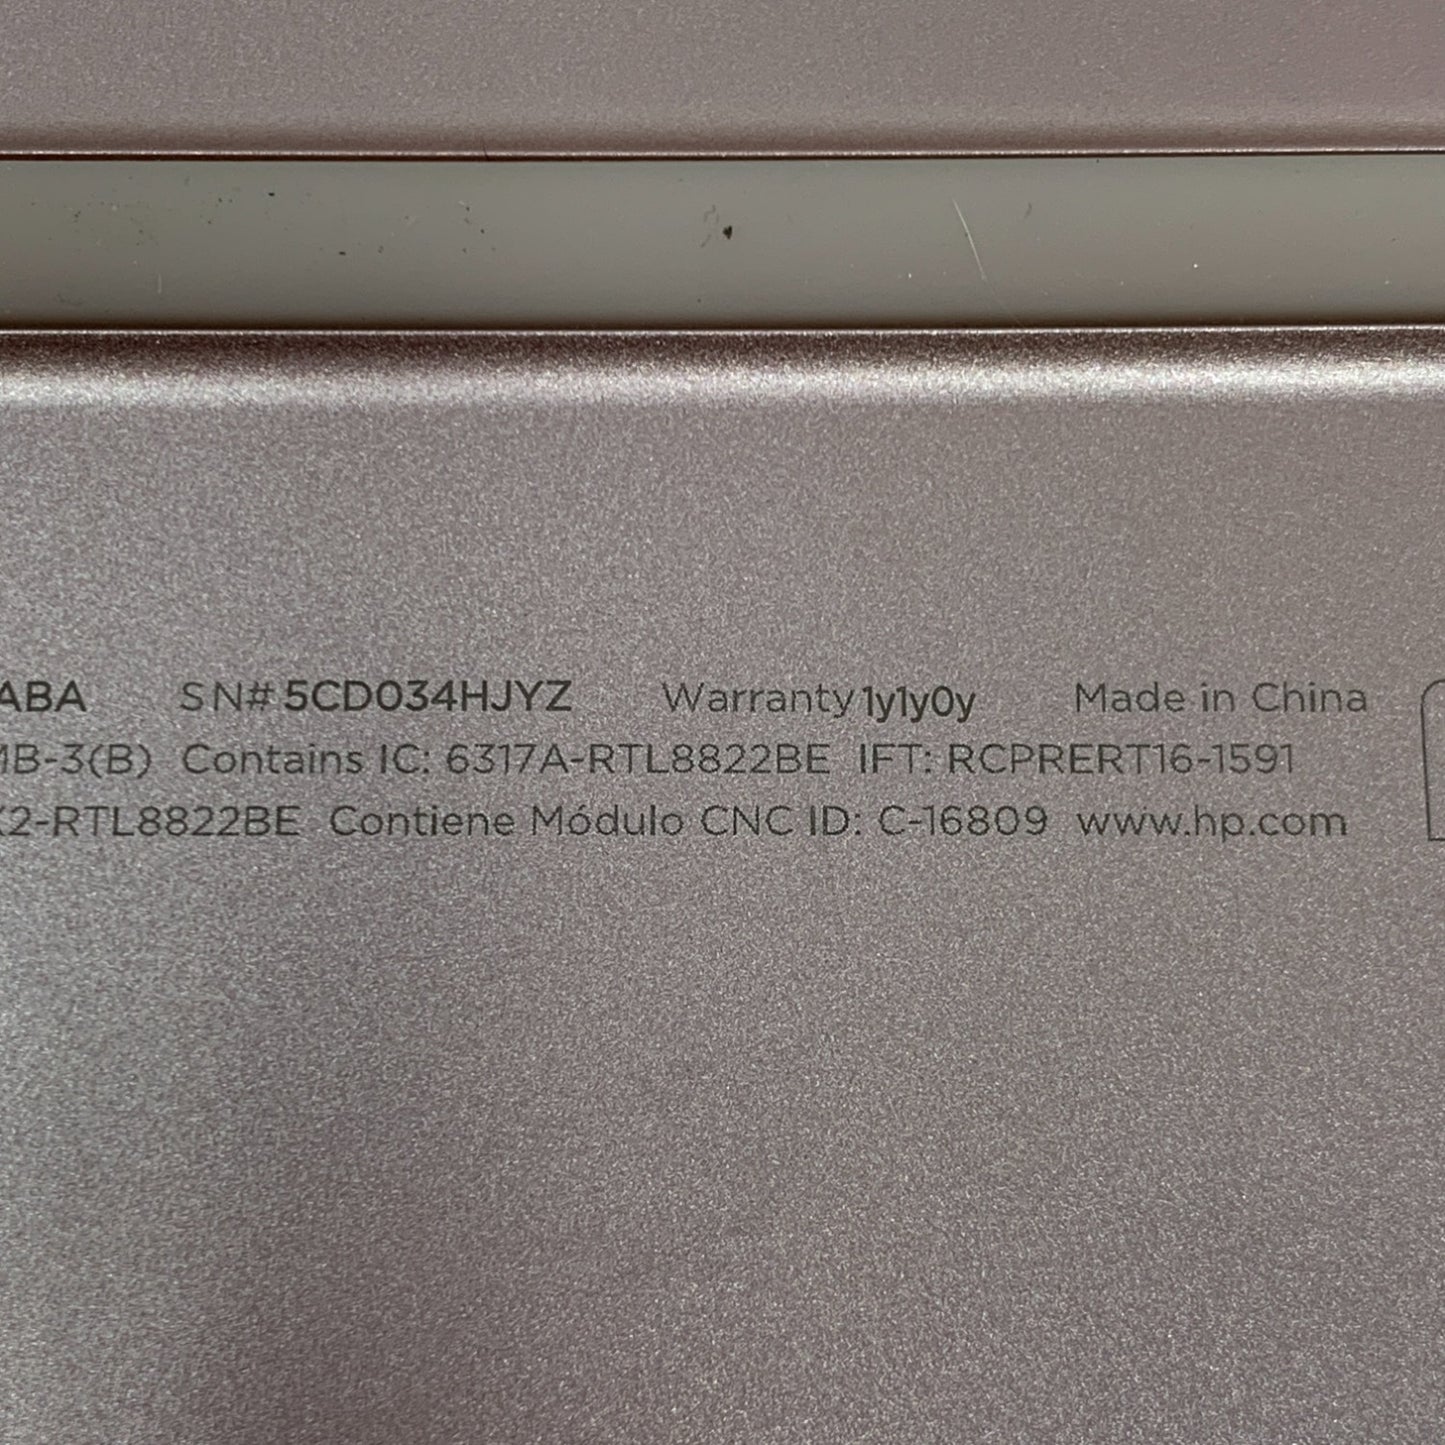 ABA SN# 5CD034HJYZ Warranty 1y1y0y Made in China
MB-3(B) Contains IC: 6317A-RTL8822BE IFT: RCPRERT16-1591
X2-RTL8822BE Contiene Módulo CNC ID: C-16809 www.hp.com